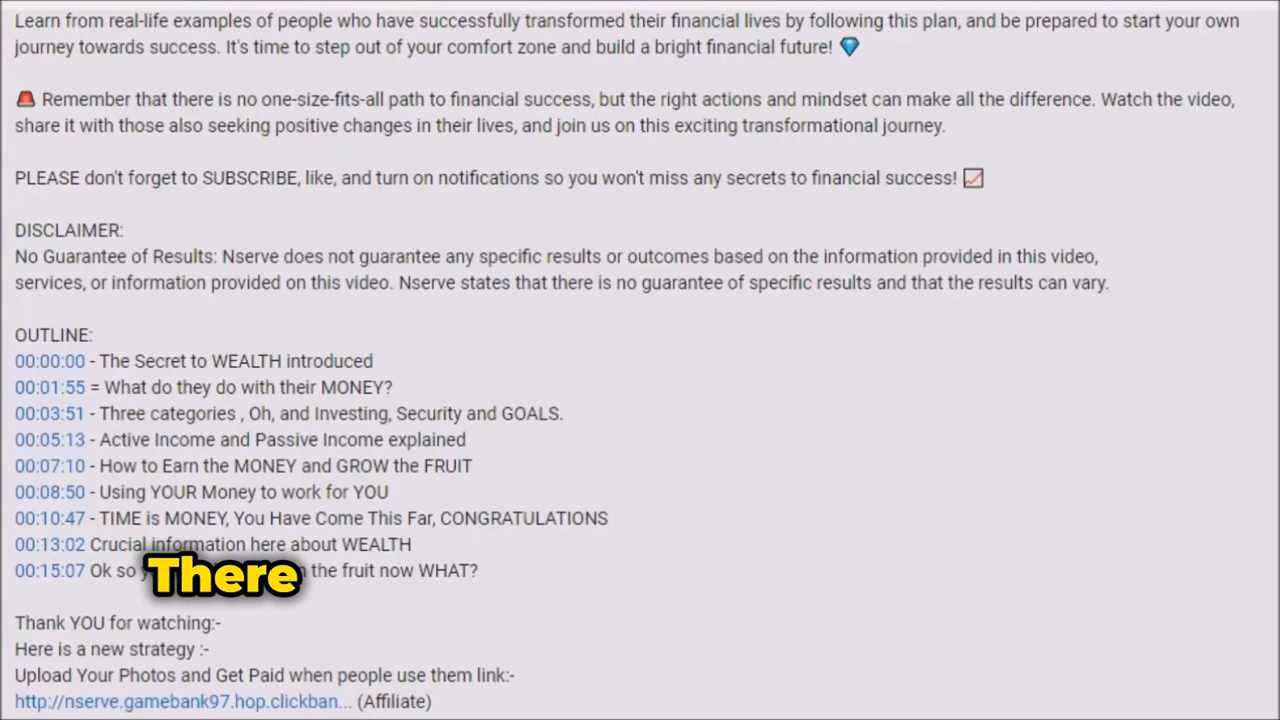 Learn from real-life examples of people who have successfully transformed their financial lives by following this plan, and be prepared to start your own
journey towards success. It's time to step out of your comfort zone and build a bright financial future! 💎
🚨 Remember that there is no one-size-fits-all path to financial success, but the right actions and mindset can make all the difference. Watch the video,
share it with those also seeking positive changes in their lives, and join us on this exciting transformational journey.
PLEASE don't forget to SUBSCRIBE, like, and turn on notifications so you won't miss any secrets to financial success! 📈
DISCLAIMER:
No Guarantee of Results: Nserve does not guarantee any specific results or outcomes based on the information provided in this video,
services, or information provided on this video. Nserve states that there is no guarantee of specific results and that the results can vary.
OUTLINE:
00:00:00 - The Secret to WEALTH introduced
00:01:55 = What do they do with their MONEY?
00:03:51 - Three categories , Oh, and Investing, Security and GOALS.
00:05:13 - Active Income and Passive Income explained
00:07:10 - How to Earn the MONEY and GROW the FRUIT
00:08:50 - Using YOUR Money to work for YOU
00:10:47 - TIME is MONEY, You Have Come This Far, CONGRATULATIONS
00:13:02 Crucial information here about WEALTH
00:15:07 Ok so the fruit now WHAT?
There
Thank YOU for watching:-
Here is a new strategy :-
Upload Your Photos and Get Paid when people use them link:-
http://nserve.gamebank97.hop.clickban... (Affiliate)